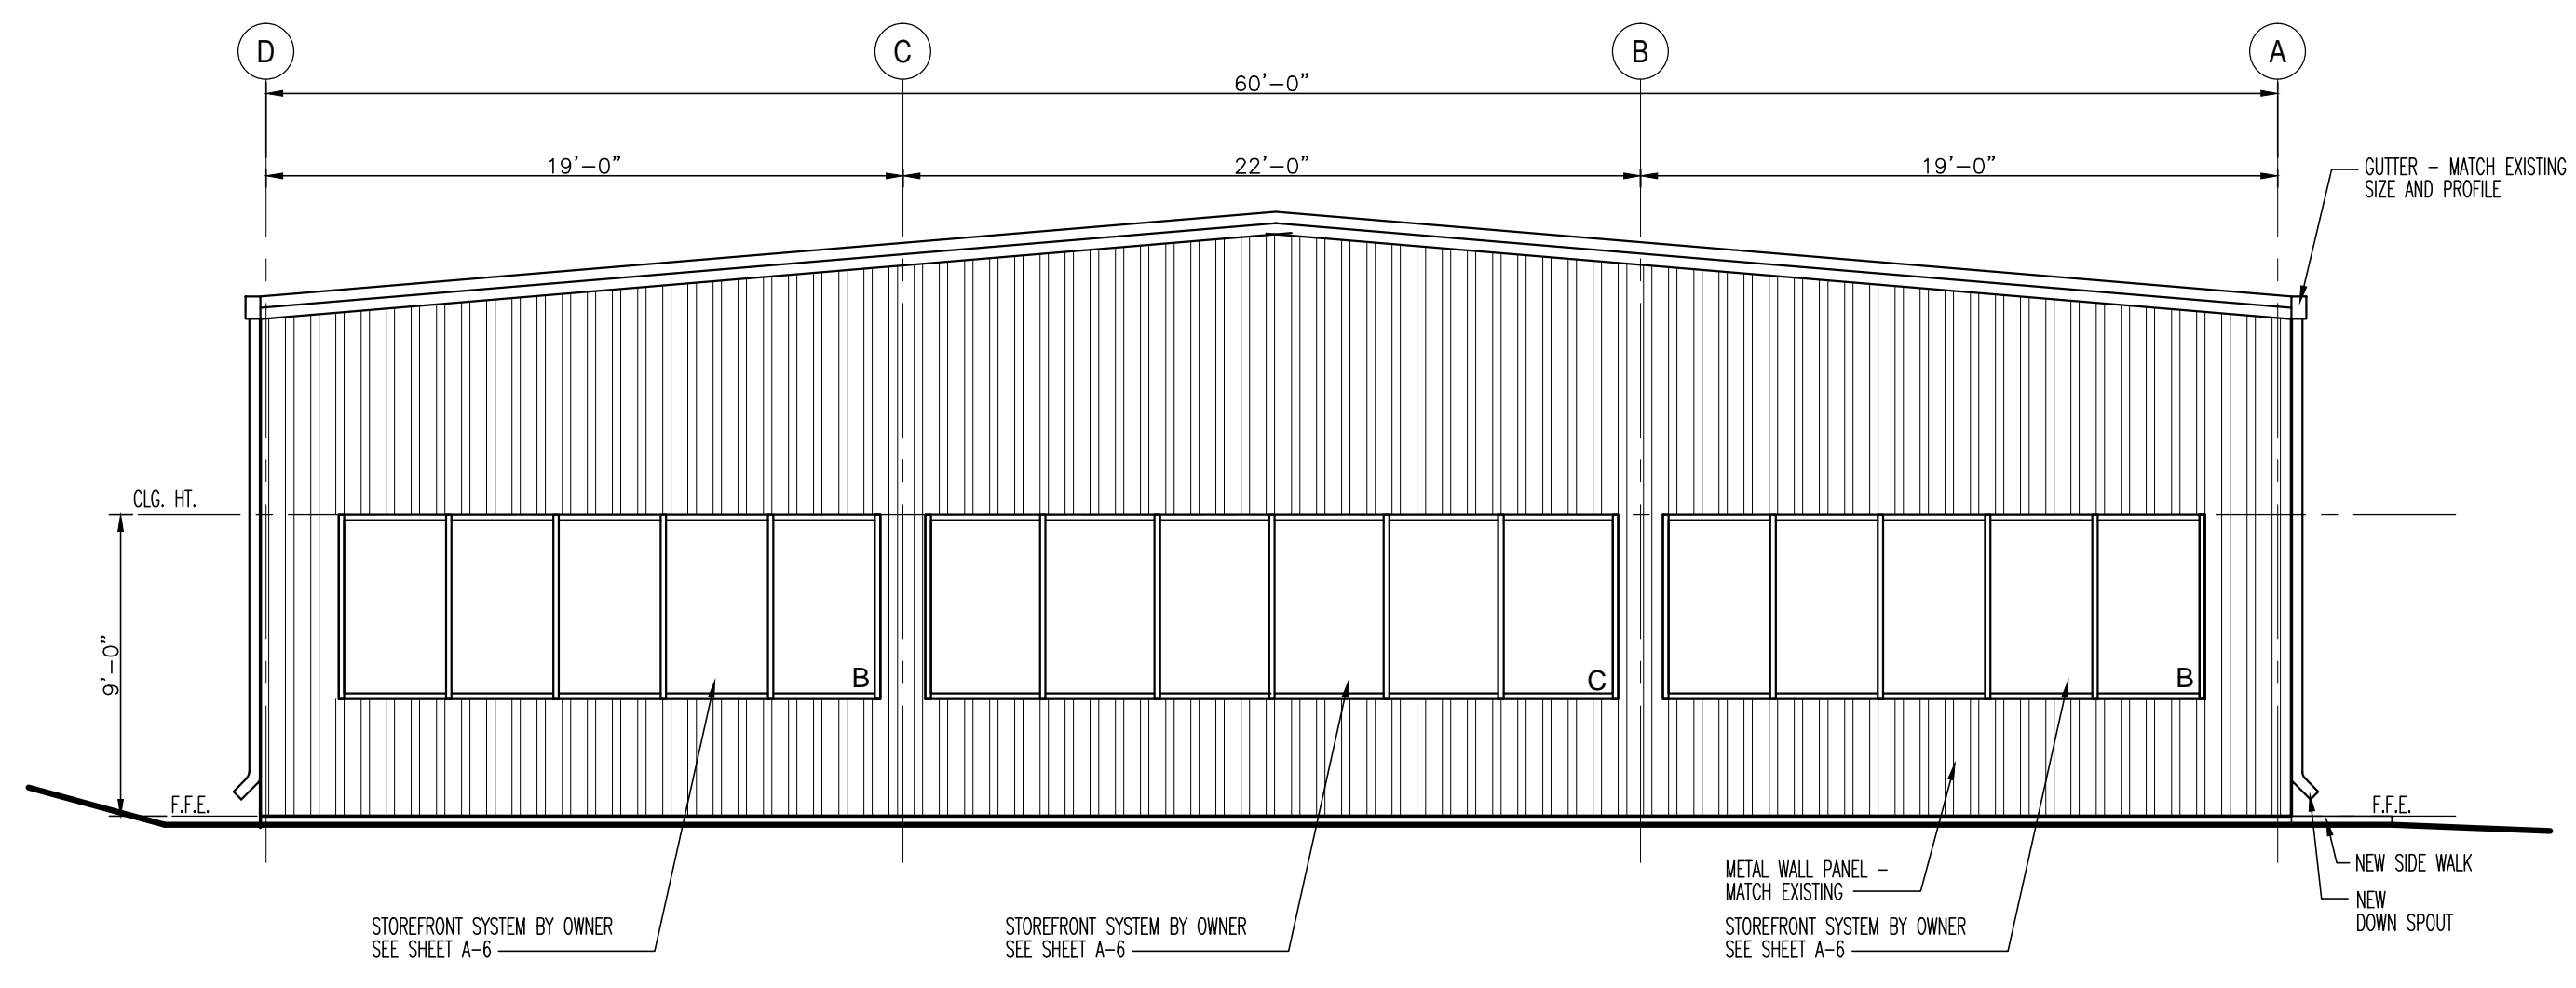 D
C
B
A
60'-0"
19'-0"
22'-0"
19'-0"
GUTTER - MATCH EXISTING
SIZE AND PROFILE
CLG. HT.
9'-0"
B
C
B
F.F.E.
F.F.E.
METAL WALL PANEL -
MATCH EXISTING
NEW SIDE WALK
NEW
DOWN SPOUT
STOREFRONT SYSTEM BY OWNER
SEE SHEET A-6
STOREFRONT SYSTEM BY OWNER
SEE SHEET A-6
STOREFRONT SYSTEM BY OWNER
SEE SHEET A-6